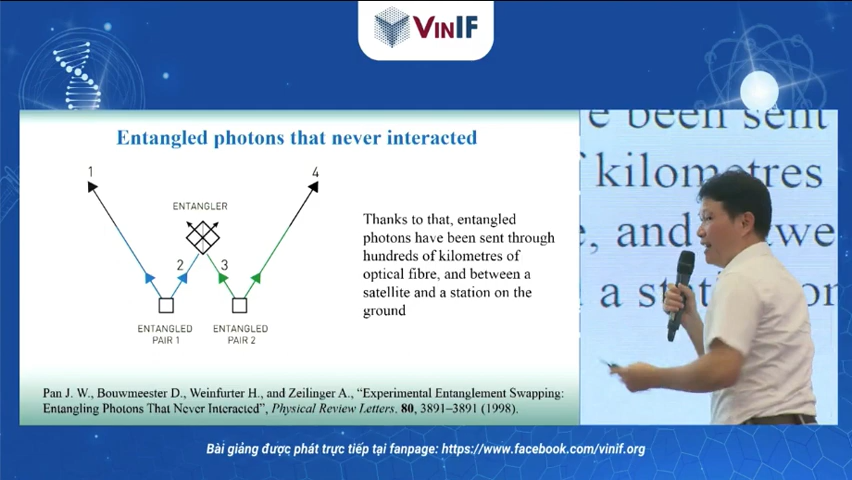 VINIF
Entangled photons that never interacted
1
4
ENTANGLER
2
3
ENTANGLED
PAIR 1
ENTANGLED
PAIR 2
Thanks to that, entangled
photons have been sent through
hundreds of kilometres of
optical fibre, and between a
satellite and a station on the
ground
Pan J. W., Bouwmeester D., Weinfurter H., and Zeilinger A., “Experimental Entanglement Swapping:
Entangling Photons That Never Interacted”, Physical Review Letters, 80, 3891–3891 (1998).
e been sent
kilometres
e, and
we
a sta
or
Bài giảng được phát trực tiếp tại fanpage: https://www.facebook.com/vinif.org